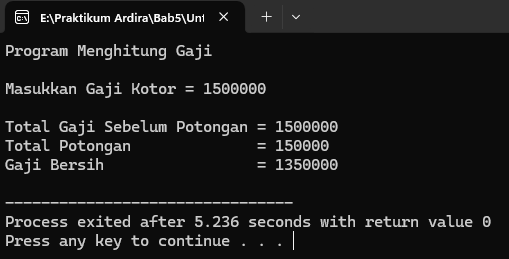 E:\Praktikum Ardira\Bab5\Unt
Program Menghitung Gaji
Masukkan Gaji Kotor = 1500000
Total Gaji Sebelum Potongan = 1500000
Total Potongan              = 150000
Gaji Bersih                 = 1350000
--------------------------------
Process exited after 5.236 seconds with return value 0
Press any key to continue . . .